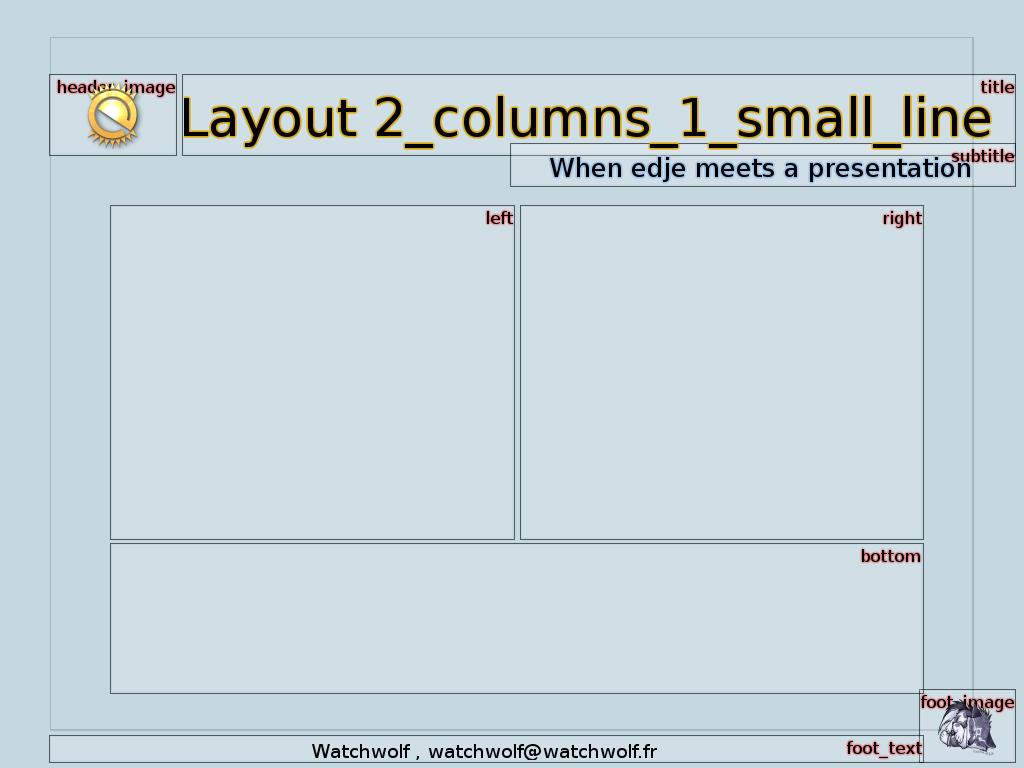 header_image
title
Layout 2_columns_1_small_line
subtitle
When edje meets a presentation
left
right
bottom
foot_image
foot_text
Watchwolf , watchwolf@watchwolf.fr